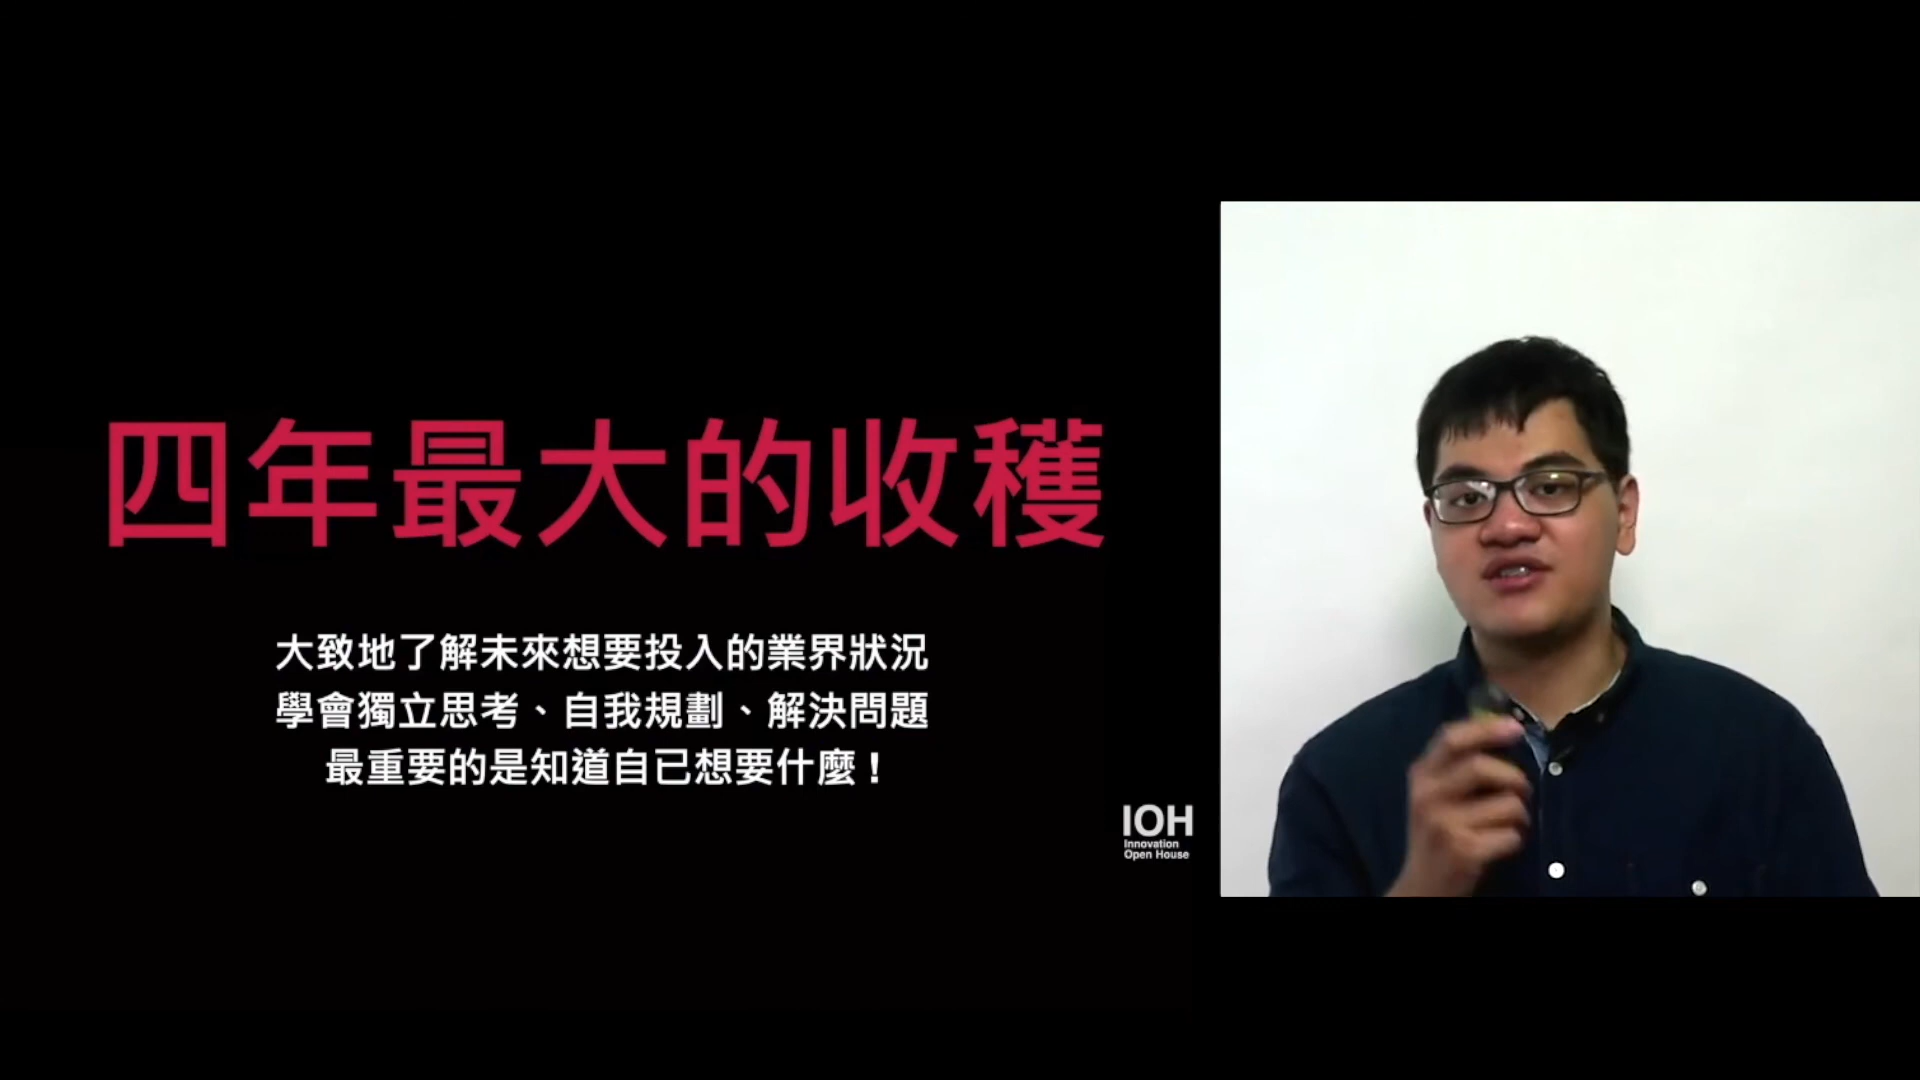 四年最大的收穫
大致地了解未來想要投入的業界狀況
學會獨立思考、自我規劃、解決問題
最重要的是知道自己想要什麼！
IOH
Innovation
Open House